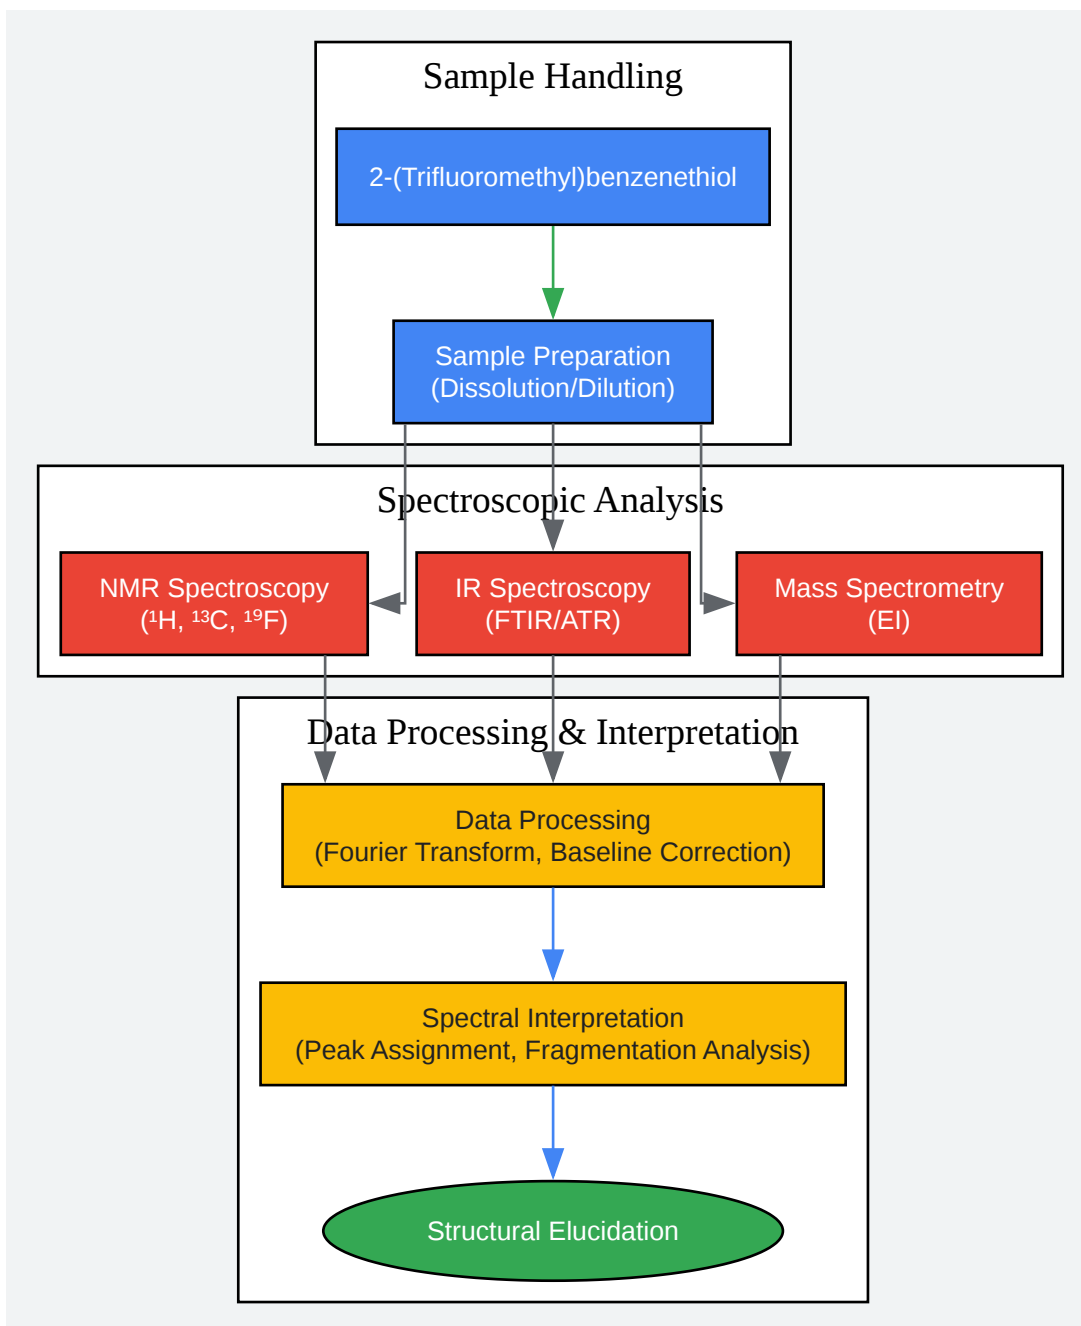 Sample Handling
2-(Trifluoromethyl)benzenethiol
Sample Preparation
(Dissolution/Dilution)
Spectroscopic Analysis
NMR Spectroscopy
(¹H, ¹³C, ¹⁹F)
IR Spectroscopy
(FTIR/ATR)
Mass Spectrometry
(EI)
Data Processing & Interpretation
Data Processing
(Fourier Transform, Baseline Correction)
Spectral Interpretation
(Peak Assignment, Fragmentation Analysis)
Structural Elucidation